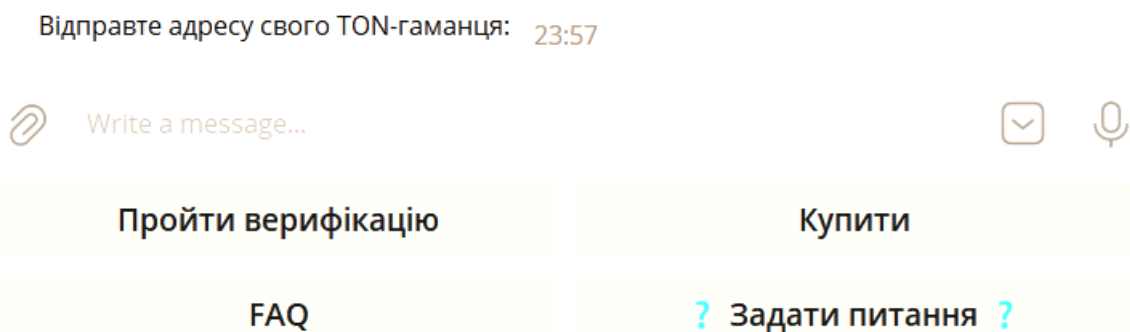 Відправте адресу свого TON-гаманця: 23:57
Write a message...
Пройти верифікацію Купити
FAQ ? Задати питання ?